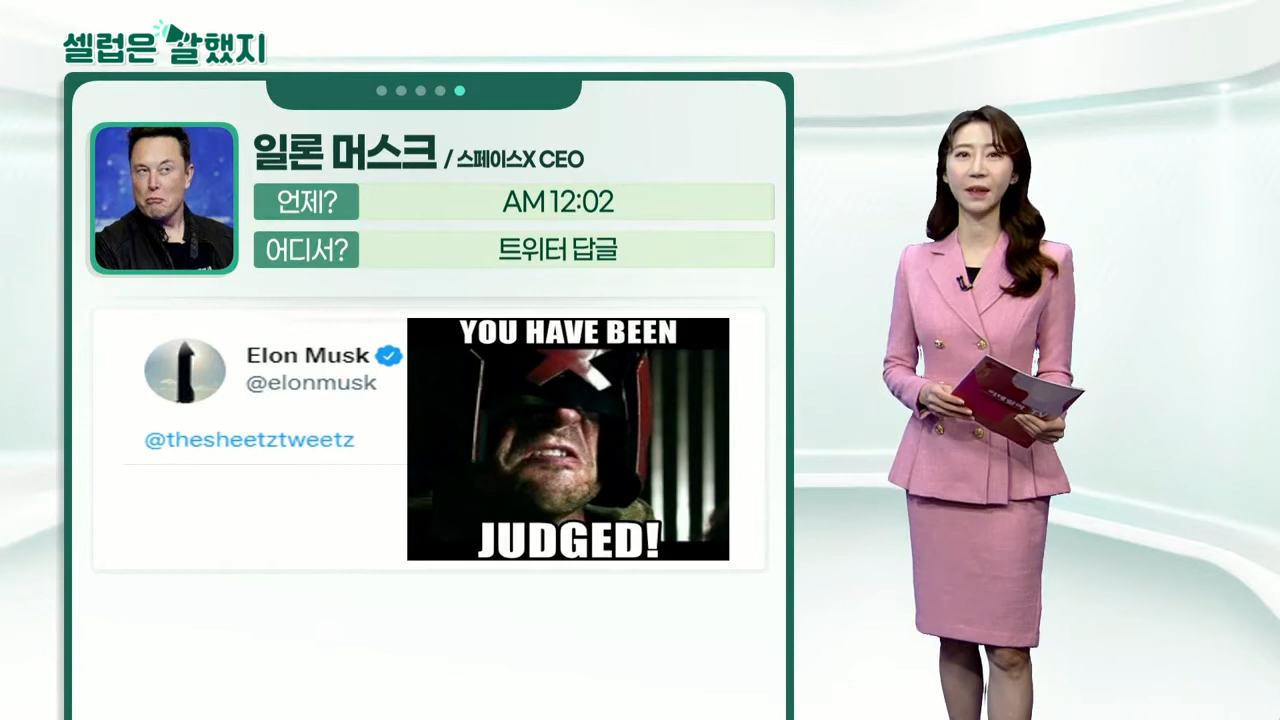 셀럽은 말했지
일론 머스크 / 스페이스X CEO
언제? AM 12:02
어디서? 트위터 답글
Elon Musk
@elonmusk
@thesheetztweetz
YOU HAVE BEEN
JUDGED!